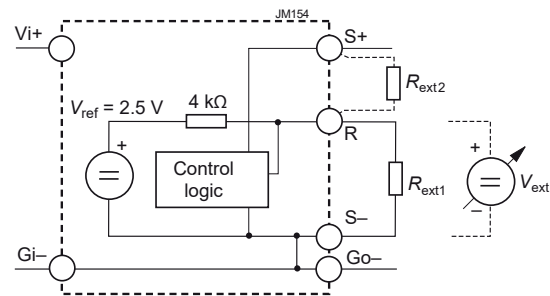 JM154
Vi+
S+
Rext2
Vref = 2.5 V
4 kΩ
+
R
Control
logic
Rext1
+
–
Vext
S–
Gi–
Go–